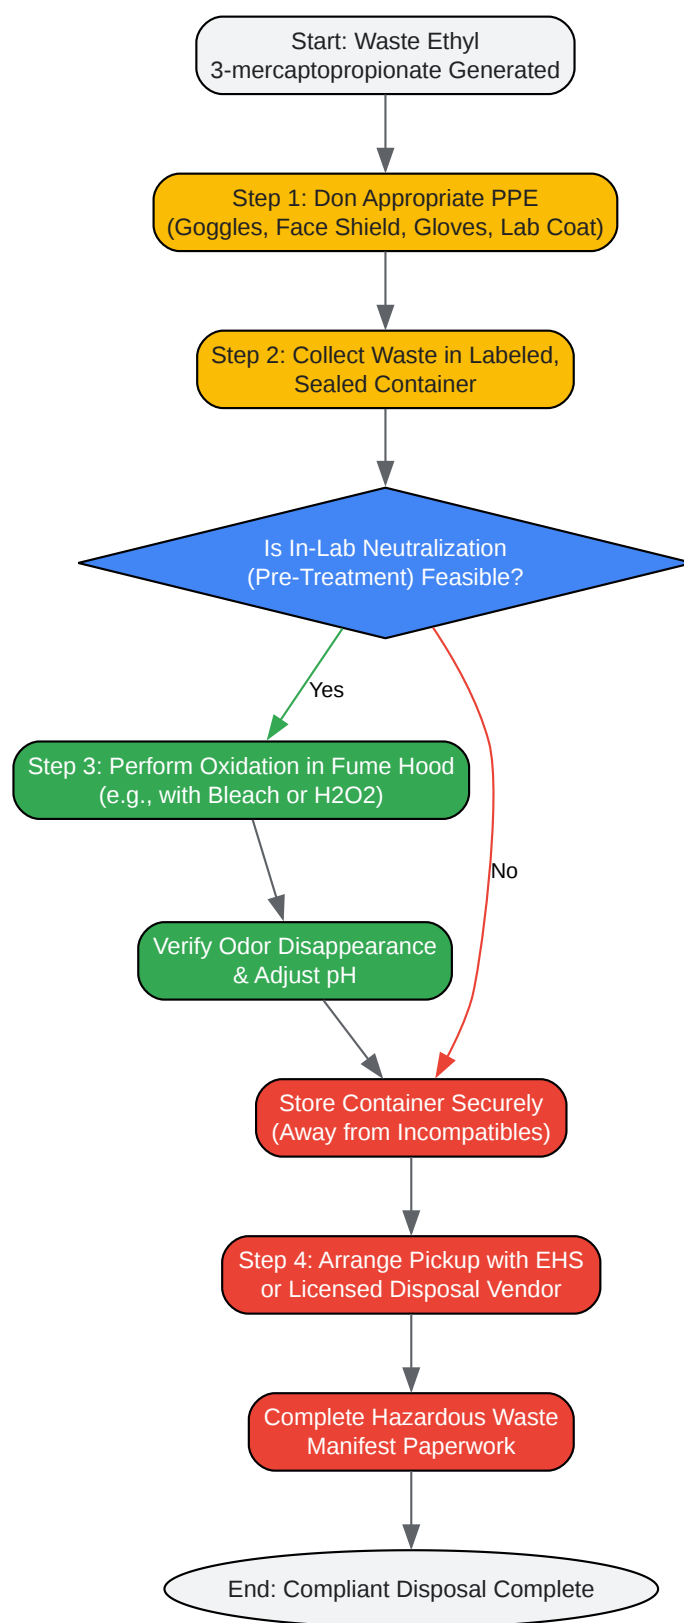 Start: Waste Ethyl
3-mercaptopropionate Generated
Step 1: Don Appropriate PPE
(Goggles, Face Shield, Gloves, Lab Coat)
Step 2: Collect Waste in Labeled,
Sealed Container
Is In-Lab Neutralization
(Pre-Treatment) Feasible?
Yes
Step 3: Perform Oxidation in Fume Hood
(e.g., with Bleach or H2O2)
No
Verify Odor Disappearance
& Adjust pH
Store Container Securely
(Away from Incompatibles)
Step 4: Arrange Pickup with EHS
or Licensed Disposal Vendor
Complete Hazardous Waste
Manifest Paperwork
End: Compliant Disposal Complete